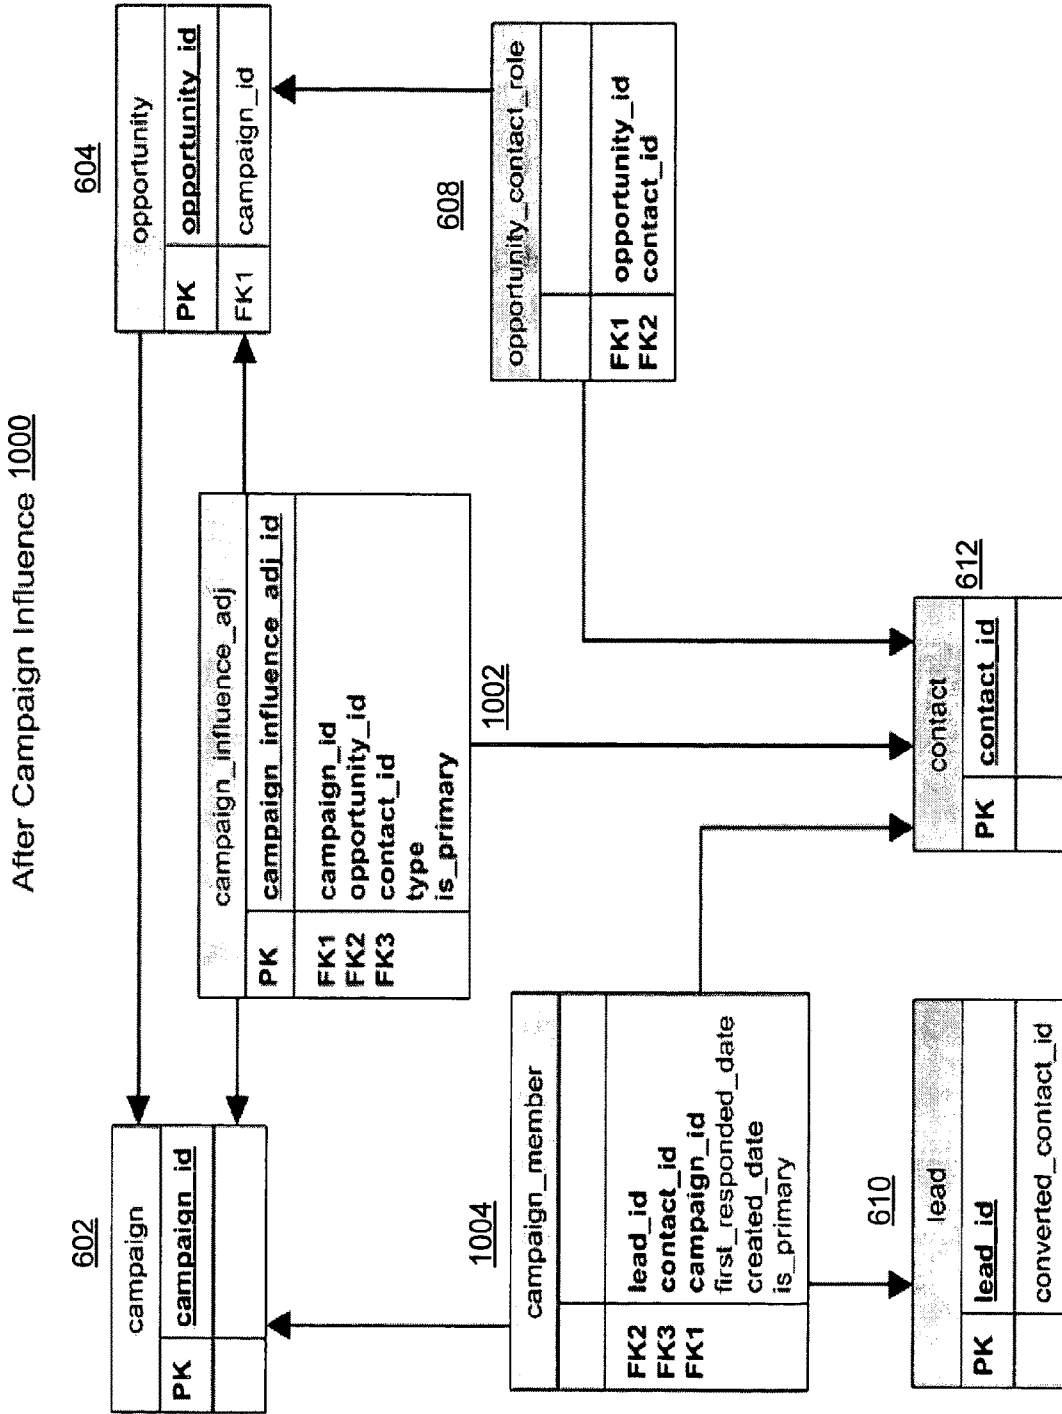 After Campaign Influence 1000
602
campaign
PK campaign_id
604
opportunity
PK opportunity_id
FK1 campaign_id
campaign_influence_adj
PK campaign_influence_adj_id
FK1 campaign_id
FK2 opportunity_id
FK3 contact_id
type
is_primary
1002
1004
campaign_member
FK2 lead_id
FK3 contact_id
FK1 campaign_id
first_responded_date
created_date
is_primary
608
opportunity_contact_role
FK1 opportunity_id
FK2 contact_id
610
lead
PK lead_id
converted_contact_id
612
contact
PK contact_id